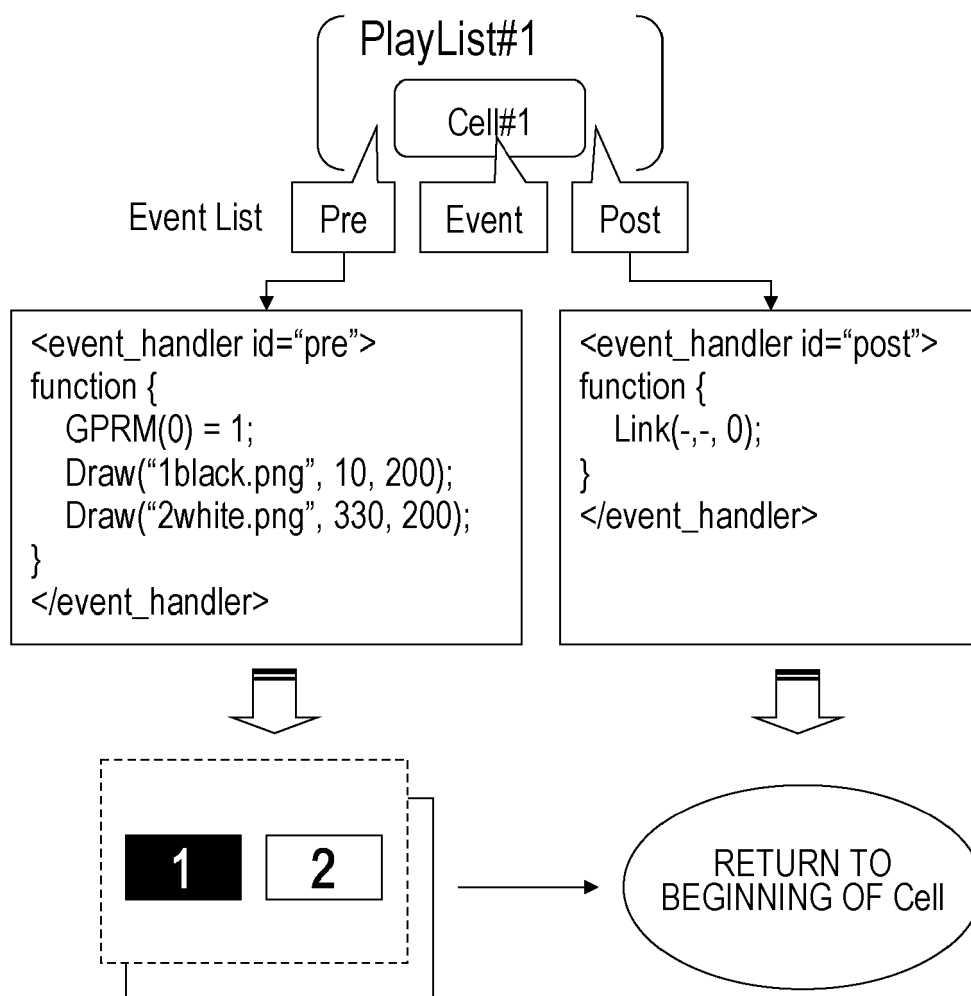 PlayList#1
Cell#1
Event List
Pre
Event
Post
<event_handler id=“pre”>
function {
GPRM(0) = 1;
Draw(“1black.png”, 10, 200);
Draw(“2white.png”, 330, 200);
}
</event_handler>
<event_handler id=“post”>
function {
Link(-,-, 0);
}
</event_handler>
1
2
RETURN TO
BEGINNING OF Cell